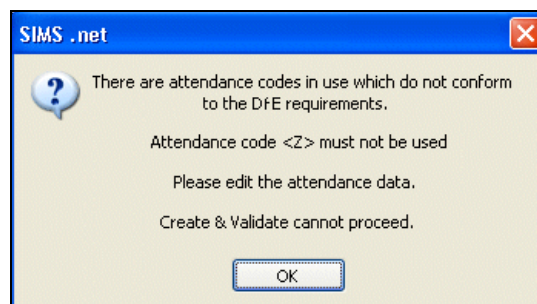 SIMS .net
There are attendance codes in use which do not conform
to the DfE requirements.
Attendance code <Z> must not be used
Please edit the attendance data.
Create & Validate cannot proceed.
OK